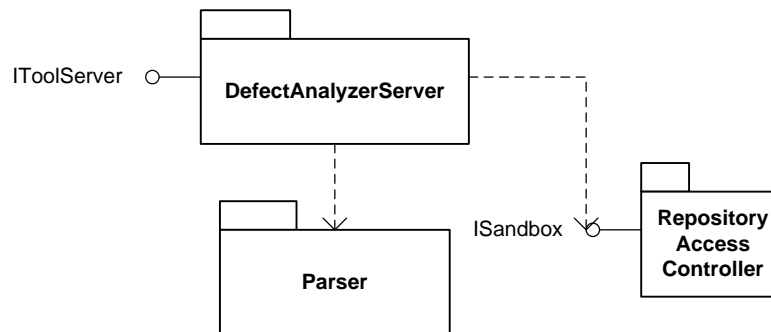 IToolServer
DefectAnalyzerServer
ISandbox
Repository
Access
Controller
Parser